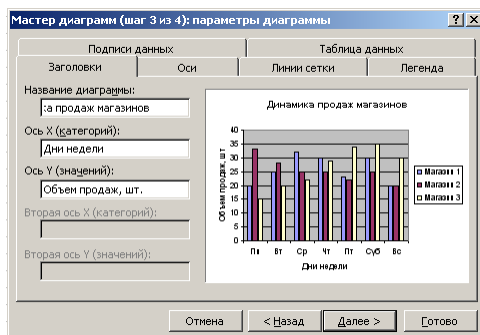 Мастер диаграмм (шаг 3 из 4): параметры диаграммы
Подписи данных
Таблица данных
Заголовки
Оси
Линии сетки
Легенда
Название диаграммы:
:а продаж магазинов
Ось X (категорий):
Дни недели
Ось Y (значений):
Объем продаж, шт.
Вторая ось X (категорий):
Вторая ось Y (значений):
Динамика продаж магазинов
Объем продаж, шт
40
35
30
25
20
15
10
5
0
Пн Вт Ср Чт Пт Суб Вс
Дни недели
Магазин 1
Магазин 2
Магазин 3
Отмена
< Назад
Далее >
Готово